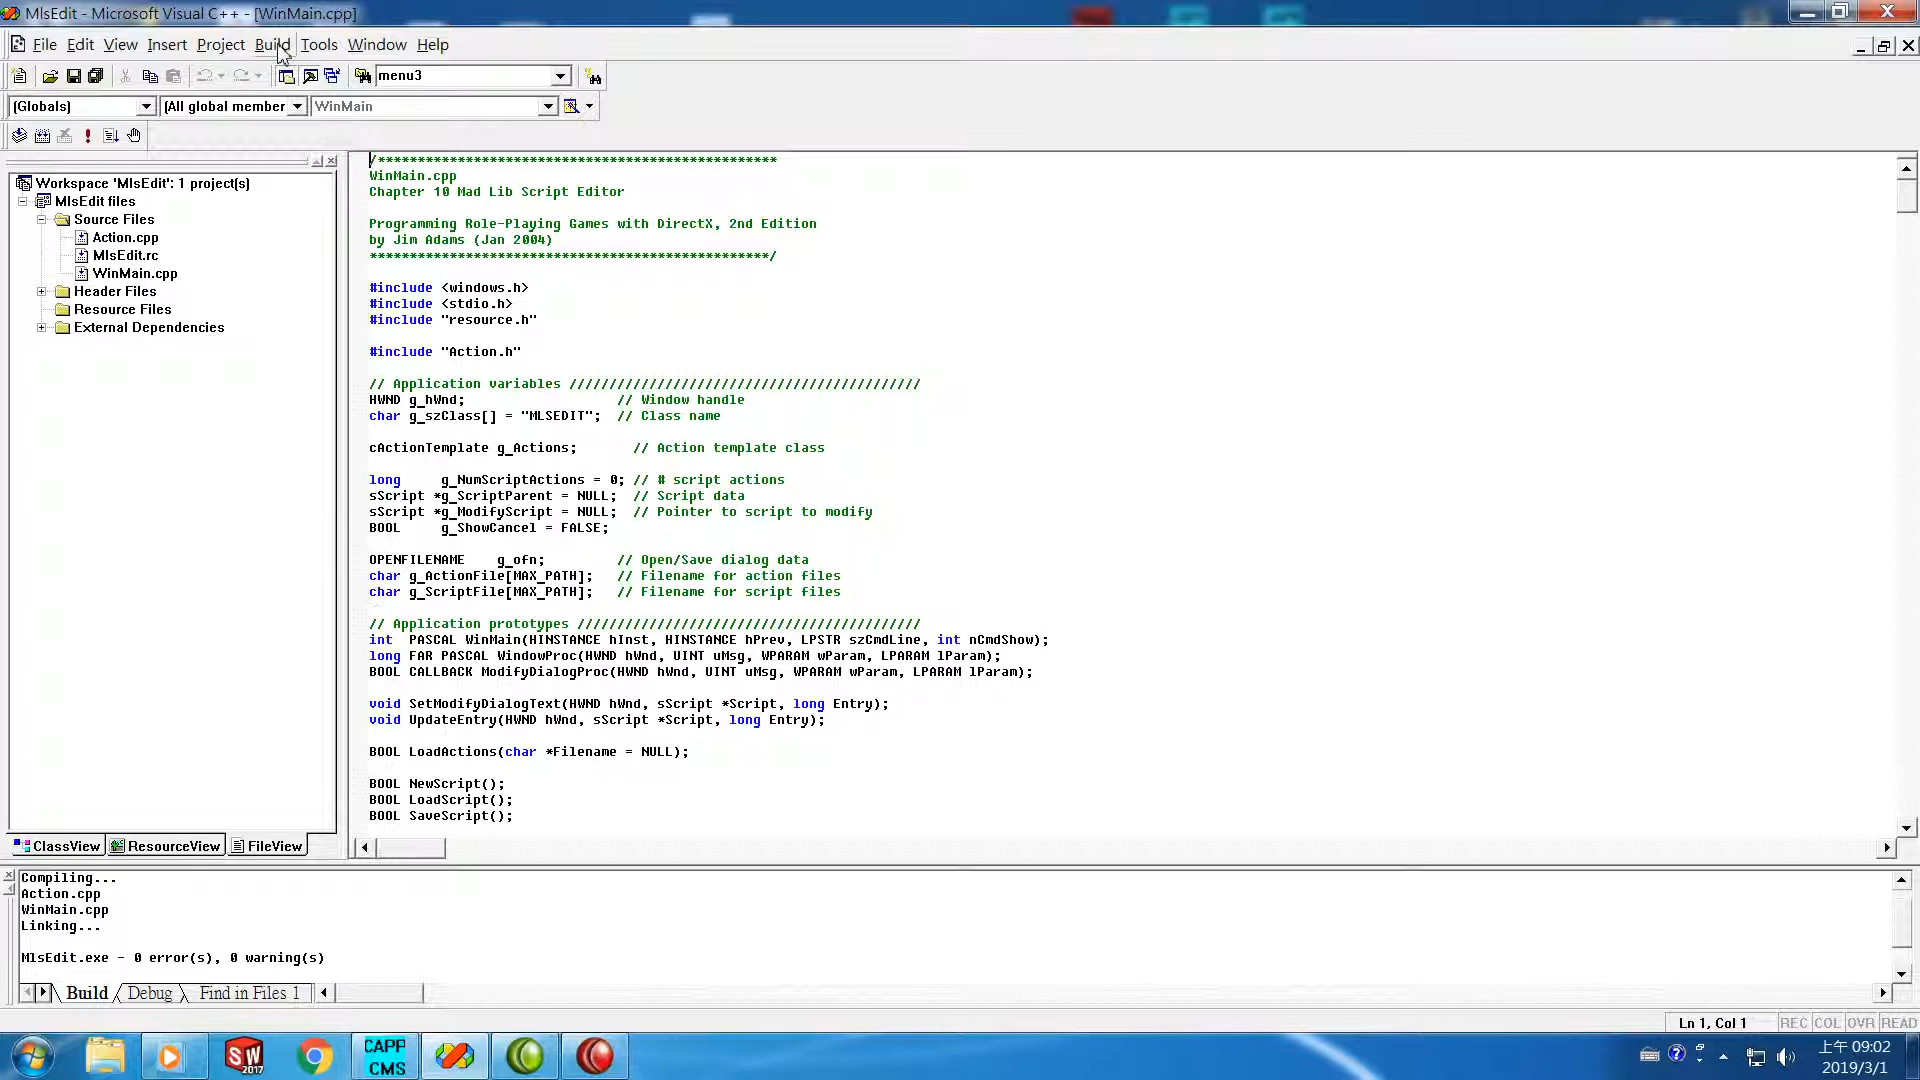 MlsEdit - Microsoft Visual C++ - [WinMain.cpp]
File Edit View Insert Project Build Tools Window Help
menu3
(Globals) (All global member WinMain
Workspace 'MlsEdit': 1 project(s)
MlsEdit files
Source Files
Action.cpp
MlsEdit.rc
WinMain.cpp
Header Files
Resource Files
External Dependencies
ClassView ResourceView FileView
/**************************************************
WinMain.cpp
Chapter 10 Mad Lib Script Editor
Programming Role-Playing Games with DirectX, 2nd Edition
by Jim Adams (Jan 2004)
**************************************************/
#include <windows.h>
#include <stdio.h>
#include "resource.h"
#include "Action.h"
// Application variables ////////////////////////////////////////////
HWND g_hWnd; // Window handle
char g_szClass[] = "MLSEDIT"; // Class name
cActionTemplate g_Actions; // Action template class
long g_NumScriptActions = 0; // # script actions
sScript *g_ScriptParent = NULL; // Script data
sScript *g_ModifyScript = NULL; // Pointer to script to modify
BOOL g_ShowCancel = FALSE;
OPENFILENAME g_ofn; // Open/Save dialog data
char g_ActionFile[MAX_PATH]; // Filename for action files
char g_ScriptFile[MAX_PATH]; // Filename for script files
// Application prototypes ///////////////////////////////////////////
int PASCAL WinMain(HINSTANCE hInst, HINSTANCE hPrev, LPSTR szCmdLine, int nCmdShow);
long FAR PASCAL WindowProc(HWND hWnd, UINT uMsg, WPARAM wParam, LPARAM lParam);
BOOL CALLBACK ModifyDialogProc(HWND hWnd, UINT uMsg, WPARAM wParam, LPARAM lParam);
void SetModifyDialogText(HWND hWnd, sScript *Script, long Entry);
void UpdateEntry(HWND hWnd, sScript *Script, long Entry);
BOOL LoadActions(char *Filename = NULL);
BOOL NewScript();
BOOL LoadScript();
BOOL SaveScript();
Compiling...
Action.cpp
WinMain.cpp
Linking...
MlsEdit.exe - 0 error(s), 0 warning(s)
Build Debug Find in Files 1
Ln 1, Col 1 REC COL OVR READ
SW 2017
CAPP CMS
上午 09:02
2019/3/1